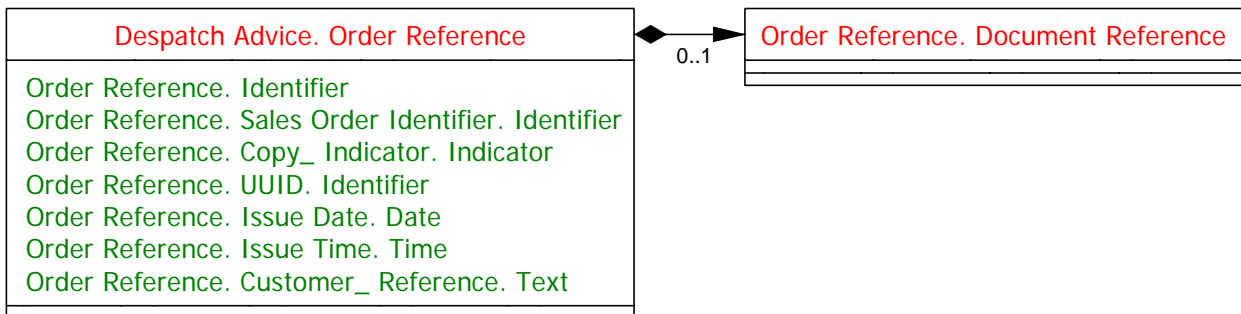 Despatch Advice. Order Reference
Order Reference. Identifier
Order Reference. Sales Order Identifier. Identifier
Order Reference. Copy_ Indicator. Indicator
Order Reference. UUID. Identifier
Order Reference. Issue Date. Date
Order Reference. Issue Time. Time
Order Reference. Customer_ Reference. Text
0..1
Order Reference. Document Reference